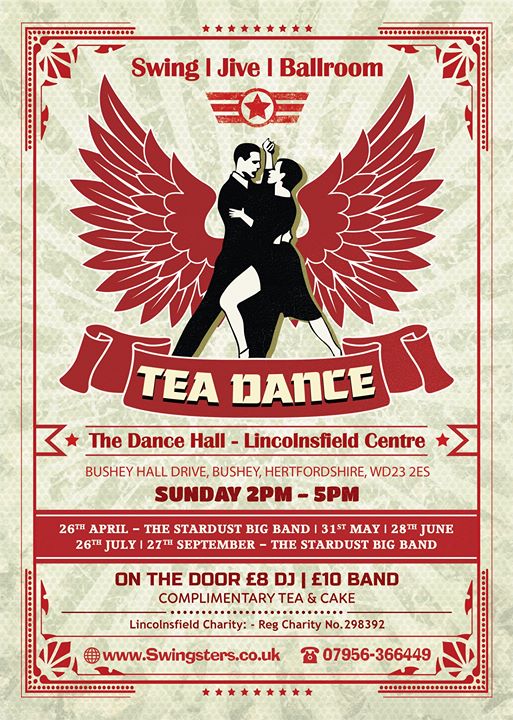 Swing | Jive | Ballroom
TEA DANCE
The Dance Hall - Lincolnsfield Centre
BUSHEY HALL DRIVE, BUSHEY, HERTFORDSHIRE, WD23 2ES
SUNDAY 2PM – 5PM
26TH APRIL – THE STARDUST BIG BAND | 31ST MAY | 28TH JUNE
26TH JULY | 27TH SEPTEMBER – THE STARDUST BIG BAND
ON THE DOOR £8 DJ | £10 BAND
COMPLIMENTARY TEA & CAKE
Lincolnsfield Charity: - Reg Charity No.298392
www.Swingsters.co.uk 07956-366449